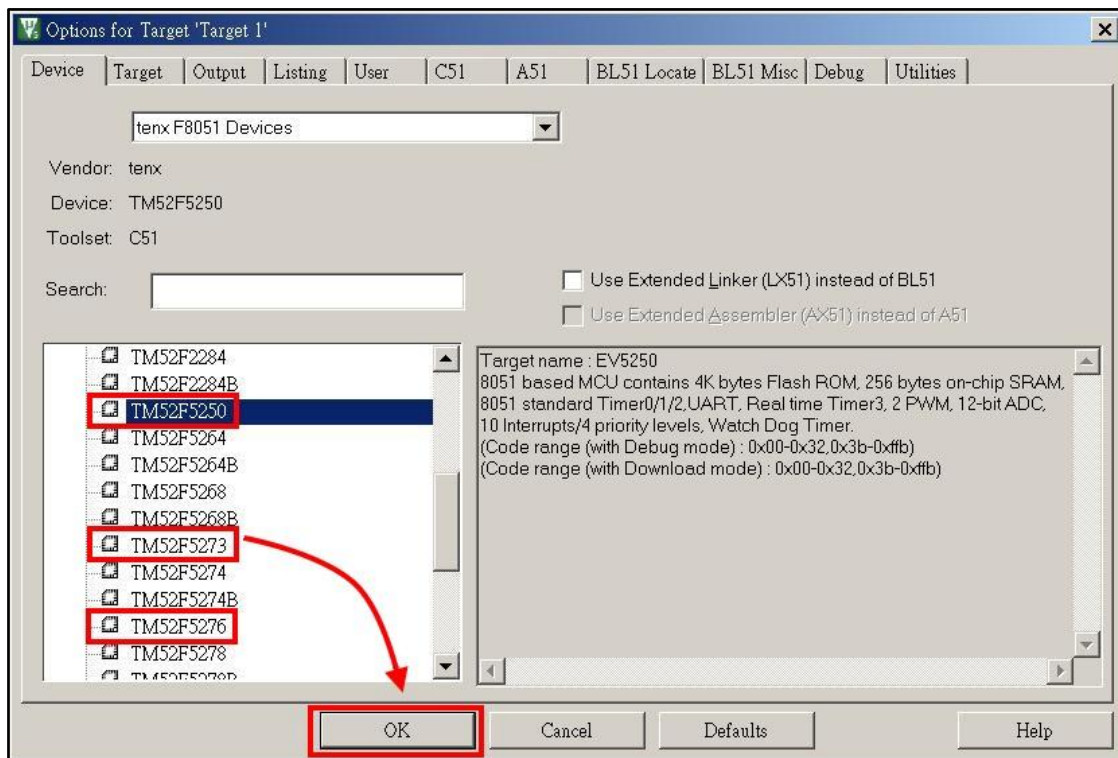 Options for Target 'Target 1'
Device Target Output Listing User C51 A51 BL51 Locate BL51 Misc Debug Utilities
tenx F8051 Devices
Vendor: tenx
Device: TM52F5250
Toolset: C51
Search:
Use Extended Linker (LX51) instead of BL51
Use Extended Assembler (AX51) instead of A51
TM52F2284
TM52F2284B
TM52F5250
TM52F5264
TM52F5264B
TM52F5268
TM52F5268B
TM52F5273
TM52F5274
TM52F5274B
TM52F5276
TM52F5278
Target name : EV5250
8051 based MCU contains 4K bytes Flash ROM, 256 bytes on-chip SRAM,
8051 standard Timer0/1/2,UART, Real time Timer3, 2 PWM, 12-bit ADC,
10 Interrupts/4 priority levels, Watch Dog Timer.
(Code range (with Debug mode) : 0x00-0x32,0x3b-0xffb)
(Code range (with Download mode) : 0x00-0x32,0x3b-0xffb)
OK Cancel Defaults Help